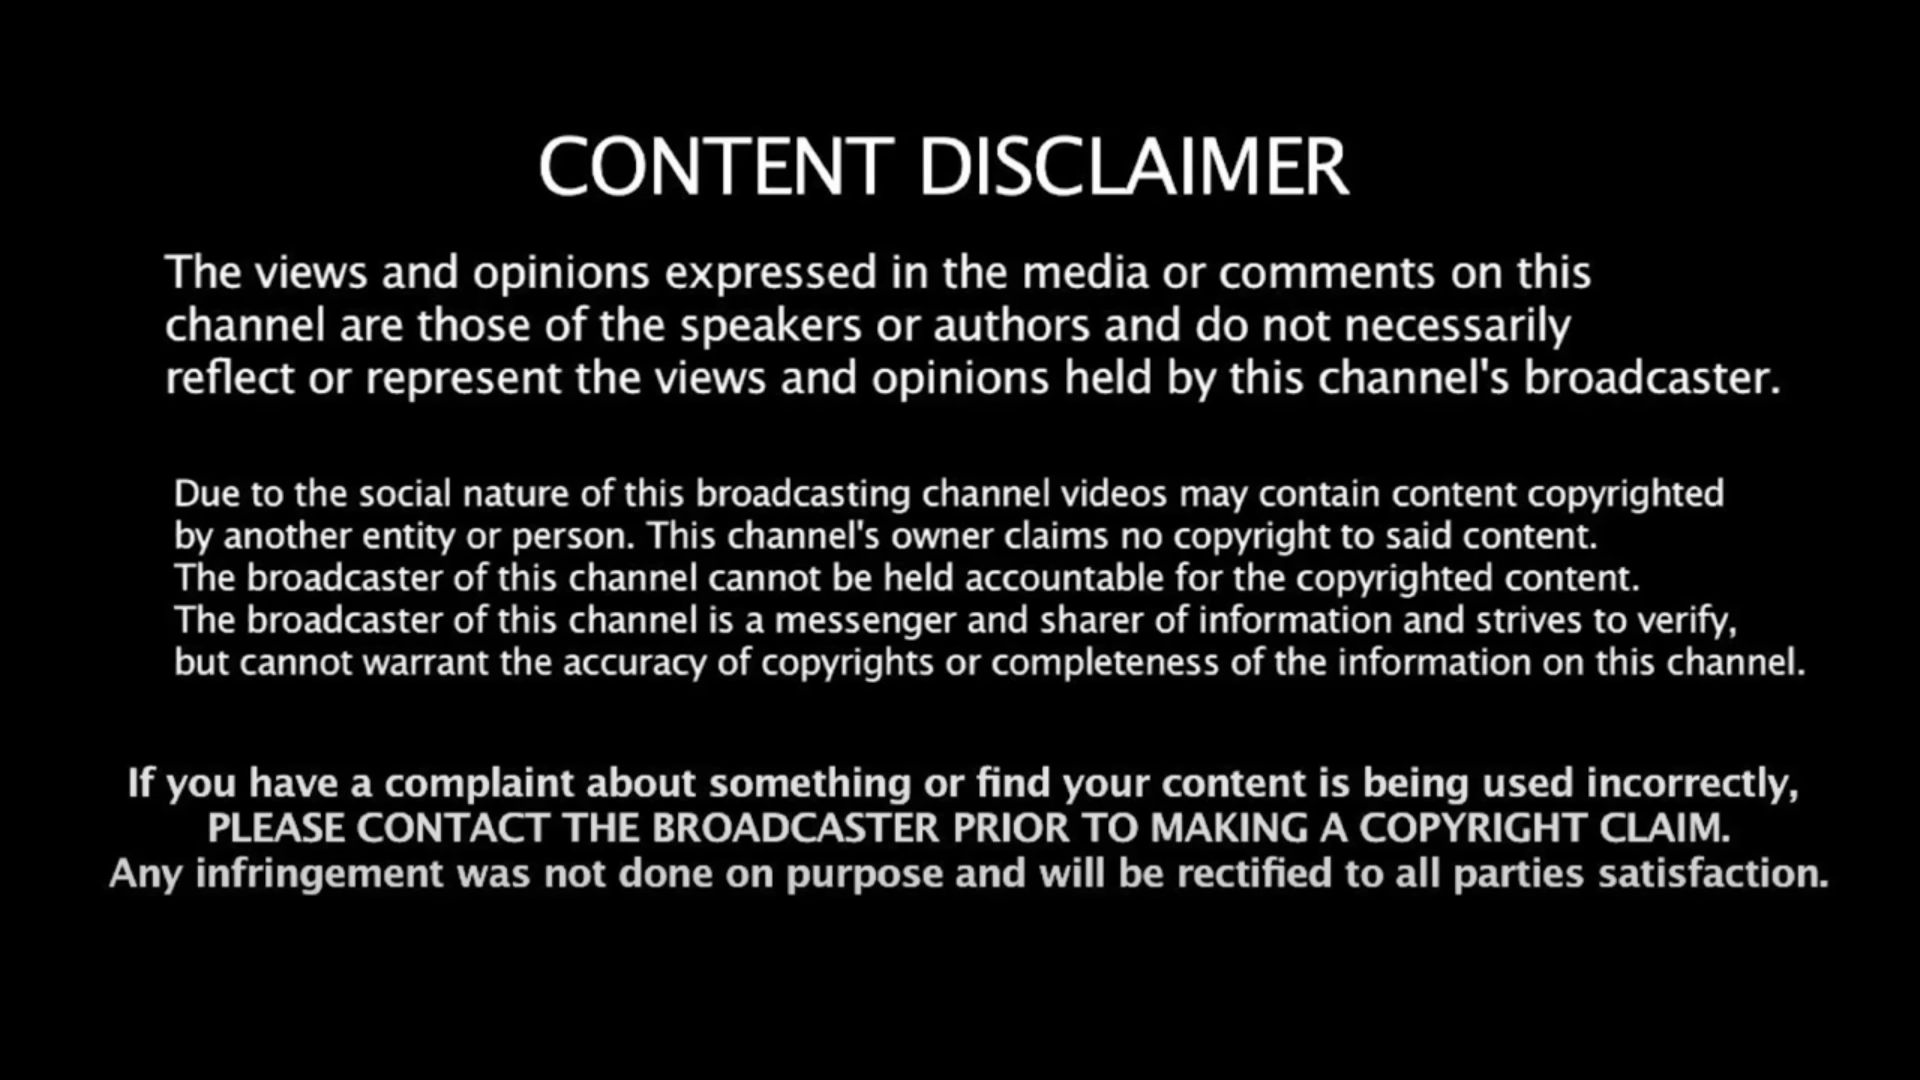 CONTENT DISCLAIMER
The views and opinions expressed in the media or comments on this
channel are those of the speakers or authors and do not necessarily
reflect or represent the views and opinions held by this channel's broadcaster.
Due to the social nature of this broadcasting channel videos may contain content copyrighted
by another entity or person. This channel's owner claims no copyright to said content.
The broadcaster of this channel cannot be held accountable for the copyrighted content.
The broadcaster of this channel is a messenger and sharer of information and strives to verify,
but cannot warrant the accuracy of copyrights or completeness of the information on this channel.
If you have a complaint about something or find your content is being used incorrectly,
PLEASE CONTACT THE BROADCASTER PRIOR TO MAKING A COPYRIGHT CLAIM.
Any infringement was not done on purpose and will be rectified to all parties satisfaction.